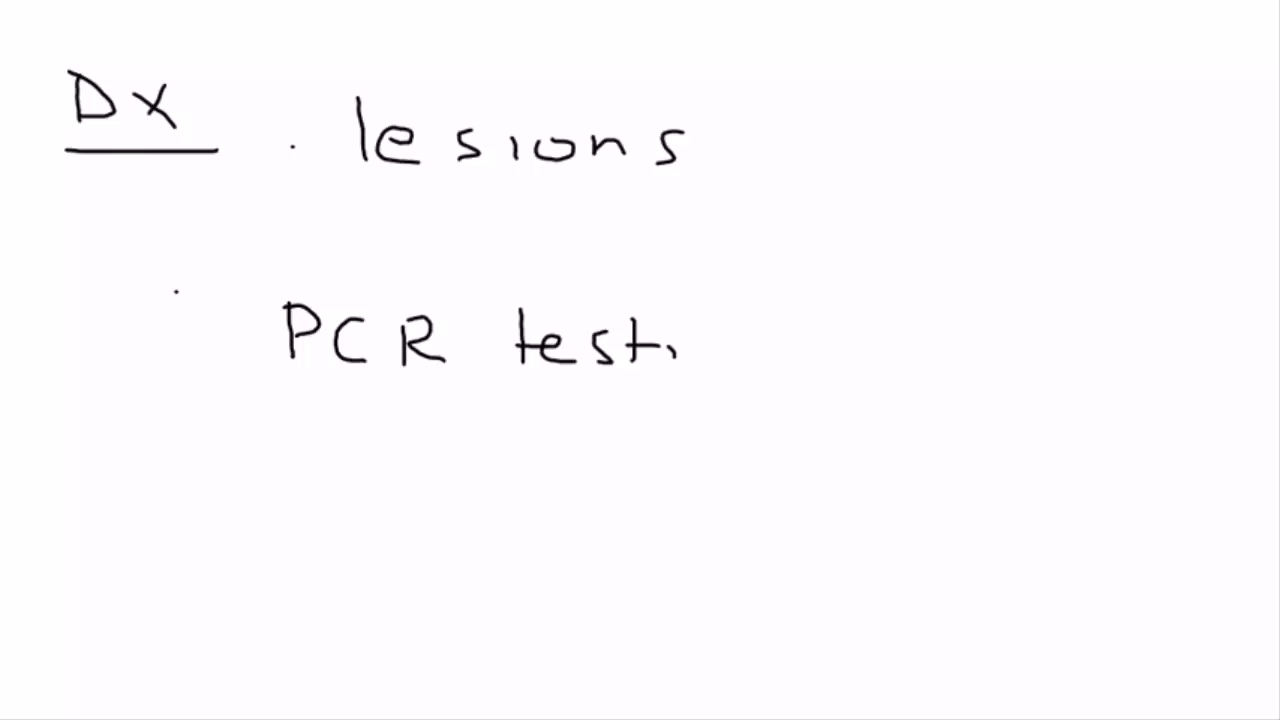 Dx . lesions
. PCR test,